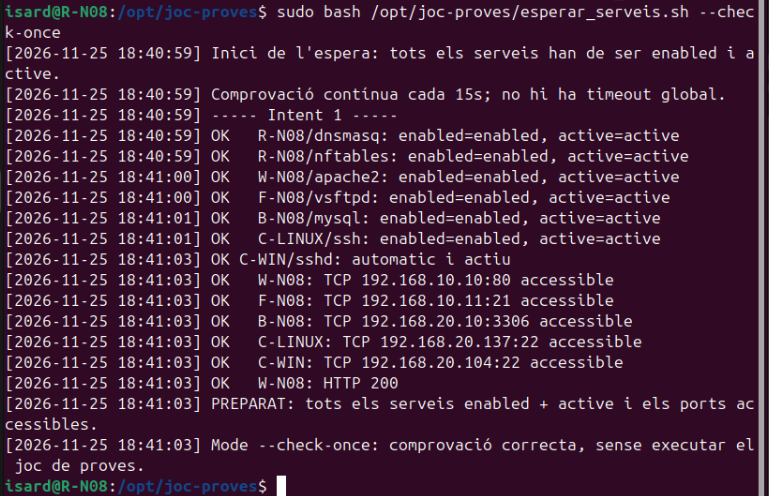 isard@R-N08:/opt/joc-proves$ sudo bash /opt/joc-proves/esperar_serveis.sh --chec
k-once
[2026-11-25 18:40:59] Inici de l'espera: tots els serveis han de ser enabled i a
ctive.
[2026-11-25 18:40:59] Comprovació contínua cada 15s; no hi ha timeout global.
[2026-11-25 18:40:59] ----- Intent 1 -----
[2026-11-25 18:40:59] OK   R-N08/dnsmasq: enabled=enabled, active=active
[2026-11-25 18:40:59] OK   R-N08/nftables: enabled=enabled, active=active
[2026-11-25 18:41:00] OK   W-N08/apache2: enabled=enabled, active=active
[2026-11-25 18:41:00] OK   F-N08/vsftpd: enabled=enabled, active=active
[2026-11-25 18:41:01] OK   B-N08/mysql: enabled=enabled, active=active
[2026-11-25 18:41:01] OK   C-LINUX/ssh: enabled=enabled, active=active
[2026-11-25 18:41:03] OK C-WIN/sshd: automatic i actiu
[2026-11-25 18:41:03] OK   W-N08: TCP 192.168.10.10:80 accessible
[2026-11-25 18:41:03] OK   F-N08: TCP 192.168.10.11:21 accessible
[2026-11-25 18:41:03] OK   B-N08: TCP 192.168.20.10:3306 accessible
[2026-11-25 18:41:03] OK   C-LINUX: TCP 192.168.20.137:22 accessible
[2026-11-25 18:41:03] OK   C-WIN: TCP 192.168.20.104:22 accessible
[2026-11-25 18:41:03] OK   W-N08: HTTP 200
[2026-11-25 18:41:03] PREPARAT: tots els serveis enabled + active i els ports ac
cessibles.
[2026-11-25 18:41:03] Mode --check-once: comprovació correcta, sense executar el
 joc de proves.
isard@R-N08:/opt/joc-proves$